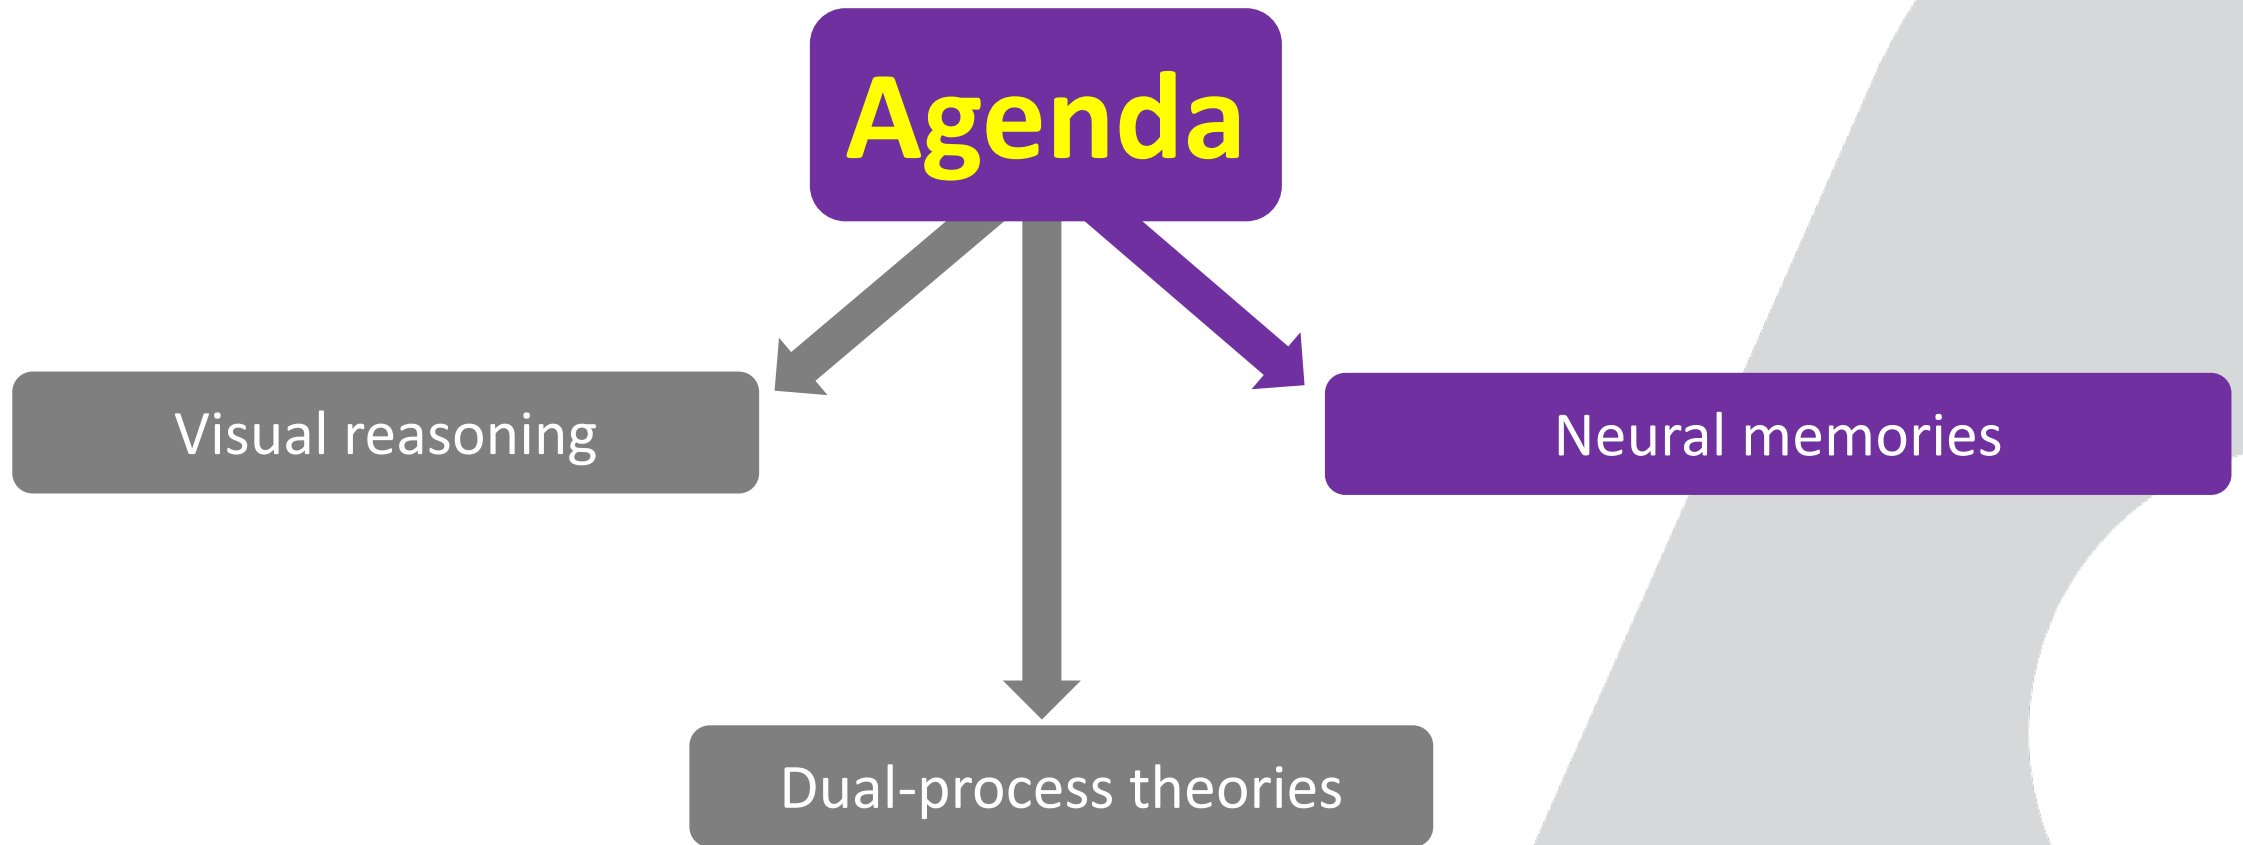 Agenda
Visual reasoning
Neural memories
Dual-process theories